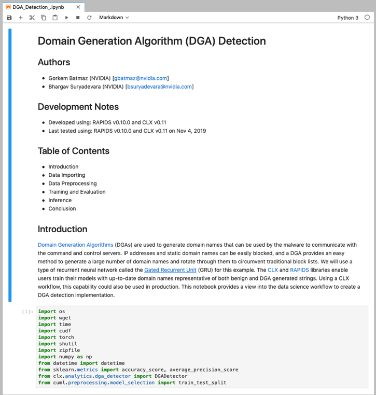 DGA_Detection_.ipynb
Markdown
Python 3
Domain Generation Algorithm (DGA) Detection
Authors
Gorkem Batmaz (NVIDIA) [gbatmaz@nvidia.com]
Bhargav Suryadevara (NVIDIA) [bsuryadevara@nvidia.com]
Development Notes
Developed using: RAPIDS v0.10.0 and CLX v0.11
Last tested using: RAPIDS v0.10.0 and CLX v0.11 on Nov 4, 2019
Table of Contents
Introduction
Data Importing
Data Preprocessing
Training and Evaluation
Inference
Conclusion
Introduction
Domain Generation Algorithms (DGAs) are used to generate domain names that can be used by the malware to communicate with
the command and control servers. IP addresses and static domain names can be easily blocked, and a DGA provides an easy
method to generate a large number of domain names and rotate through them to circumvent traditional block lists. We will use a
type of recurrent neural network called the Gated Recurrent Unit (GRU) for this example. The CLX and RAPIDS libraries enable
users train their models with up-to-date domain names representative of both benign and DGA generated strings. Using a CLX
workflow, this capability could also be used in production. This notebook provides a view into the data science workflow to create a
DGA detection implementation.
[ ]: import os
import wget
import time
import cudf
import torch
import shutil
import zipfile
import numpy as np
from datetime import datetime
from sklearn.metrics import accuracy_score, average_precision_score
from clx.analytics.dga_detector import DGADetector
from cuml.preprocessing.model_selection import train_test_split